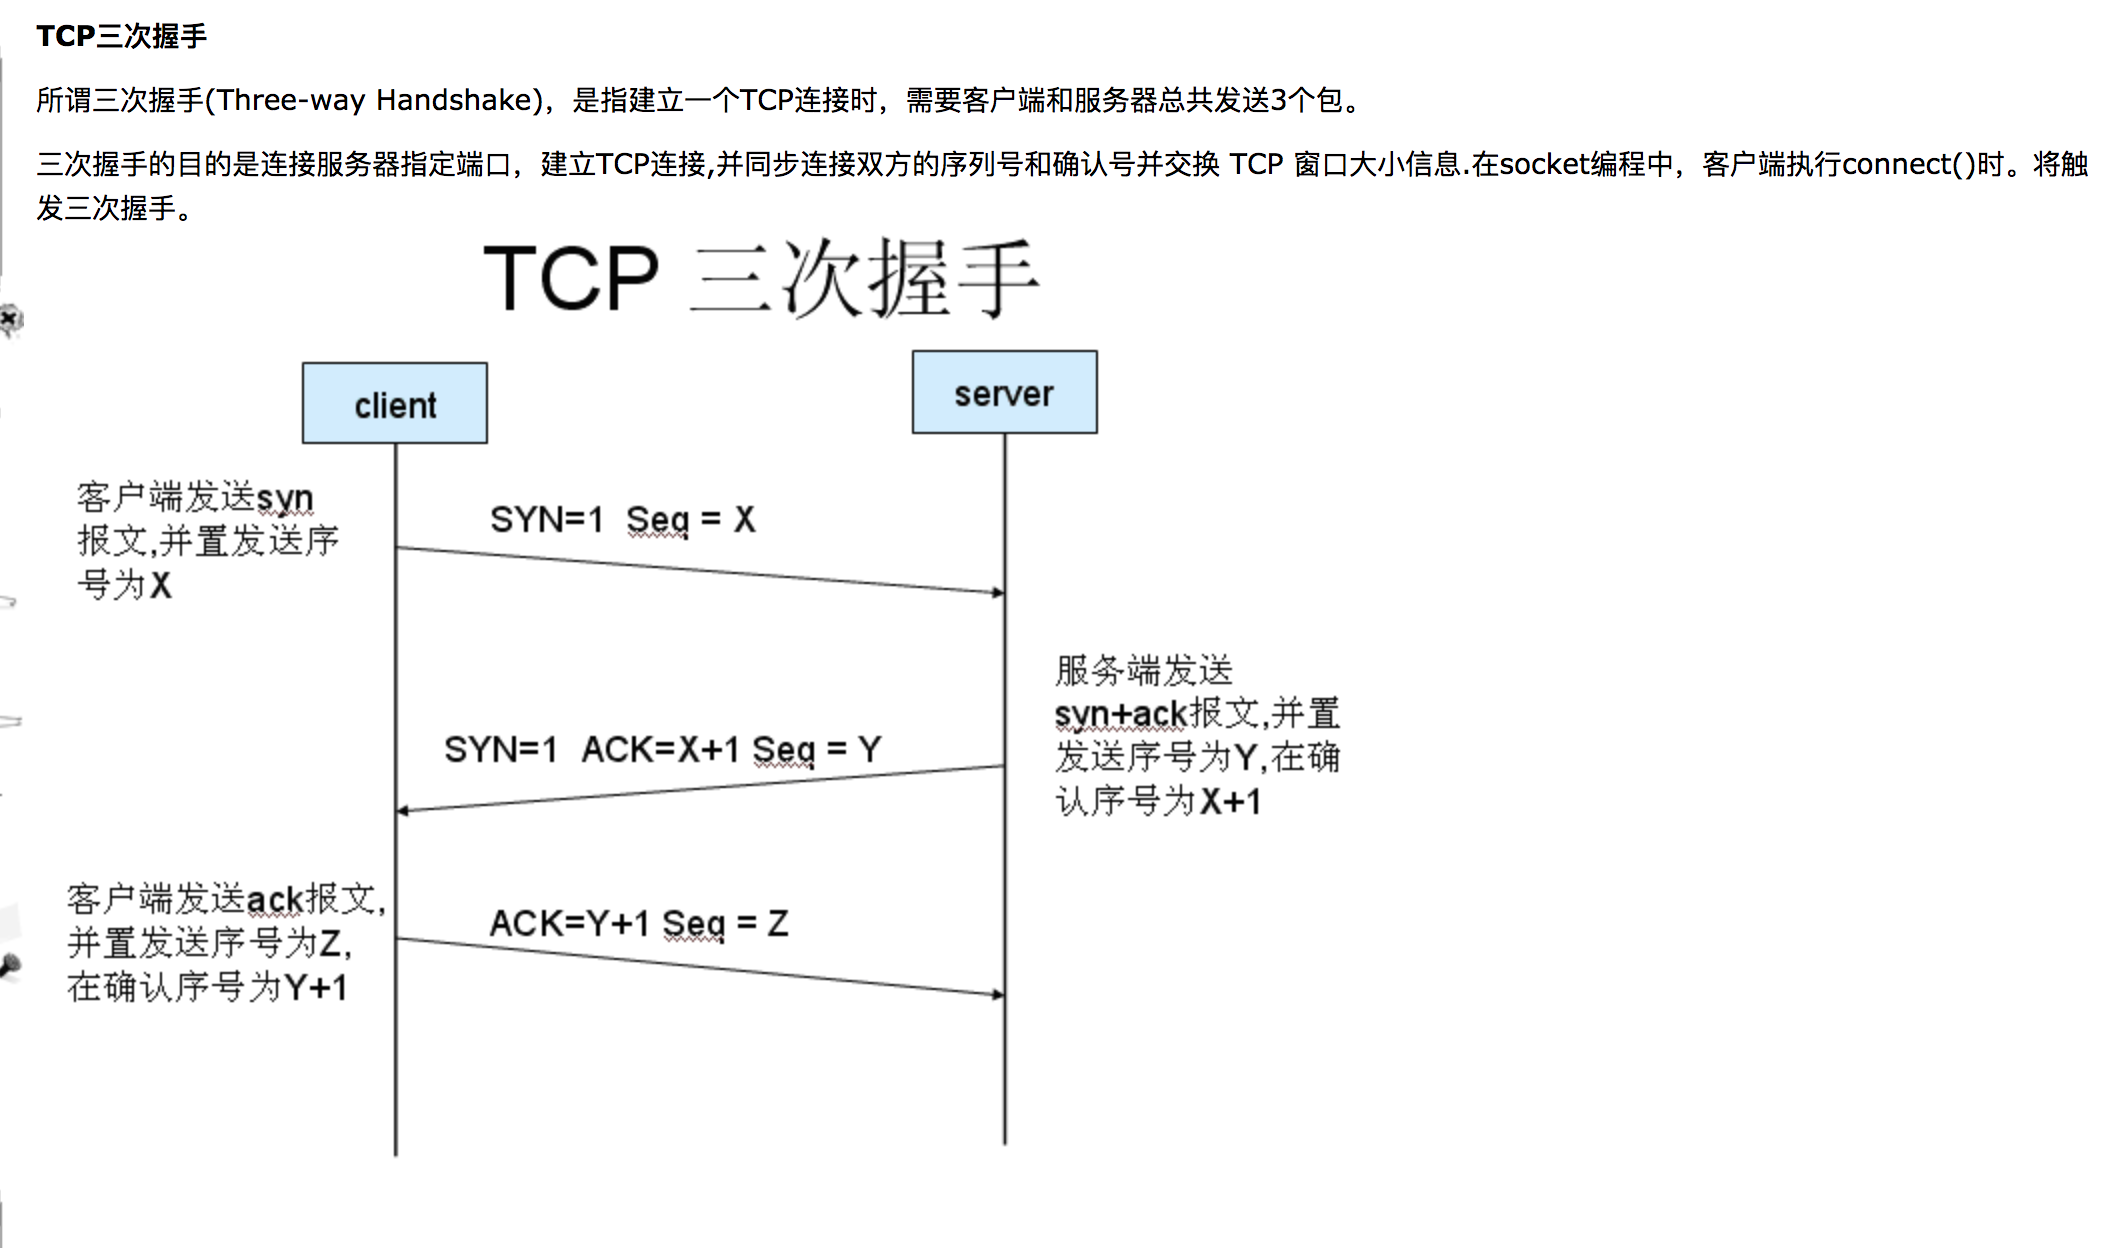 TCP三次握手
所谓三次握手(Three-way Handshake)，是指建立一个TCP连接时，需要客户端和服务器总共发送3个包。
三次握手的目的是连接服务器指定端口，建立TCP连接,并同步连接双方的序列号和确认号并交换 TCP 窗口大小信息.在socket编程中，客户端执行connect()时。将触
发三次握手。
TCP 三次握手
client
server
客户端发送syn
报文,并置发送序
号为X
SYN=1 Seq = X
服务端发送
syn+ack报文,并置
发送序号为Y,在确
认序号为X+1
SYN=1 ACK=X+1 Seq = Y
客户端发送ack报文,
并置发送序号为Z,
在确认序号为Y+1
ACK=Y+1 Seq = Z